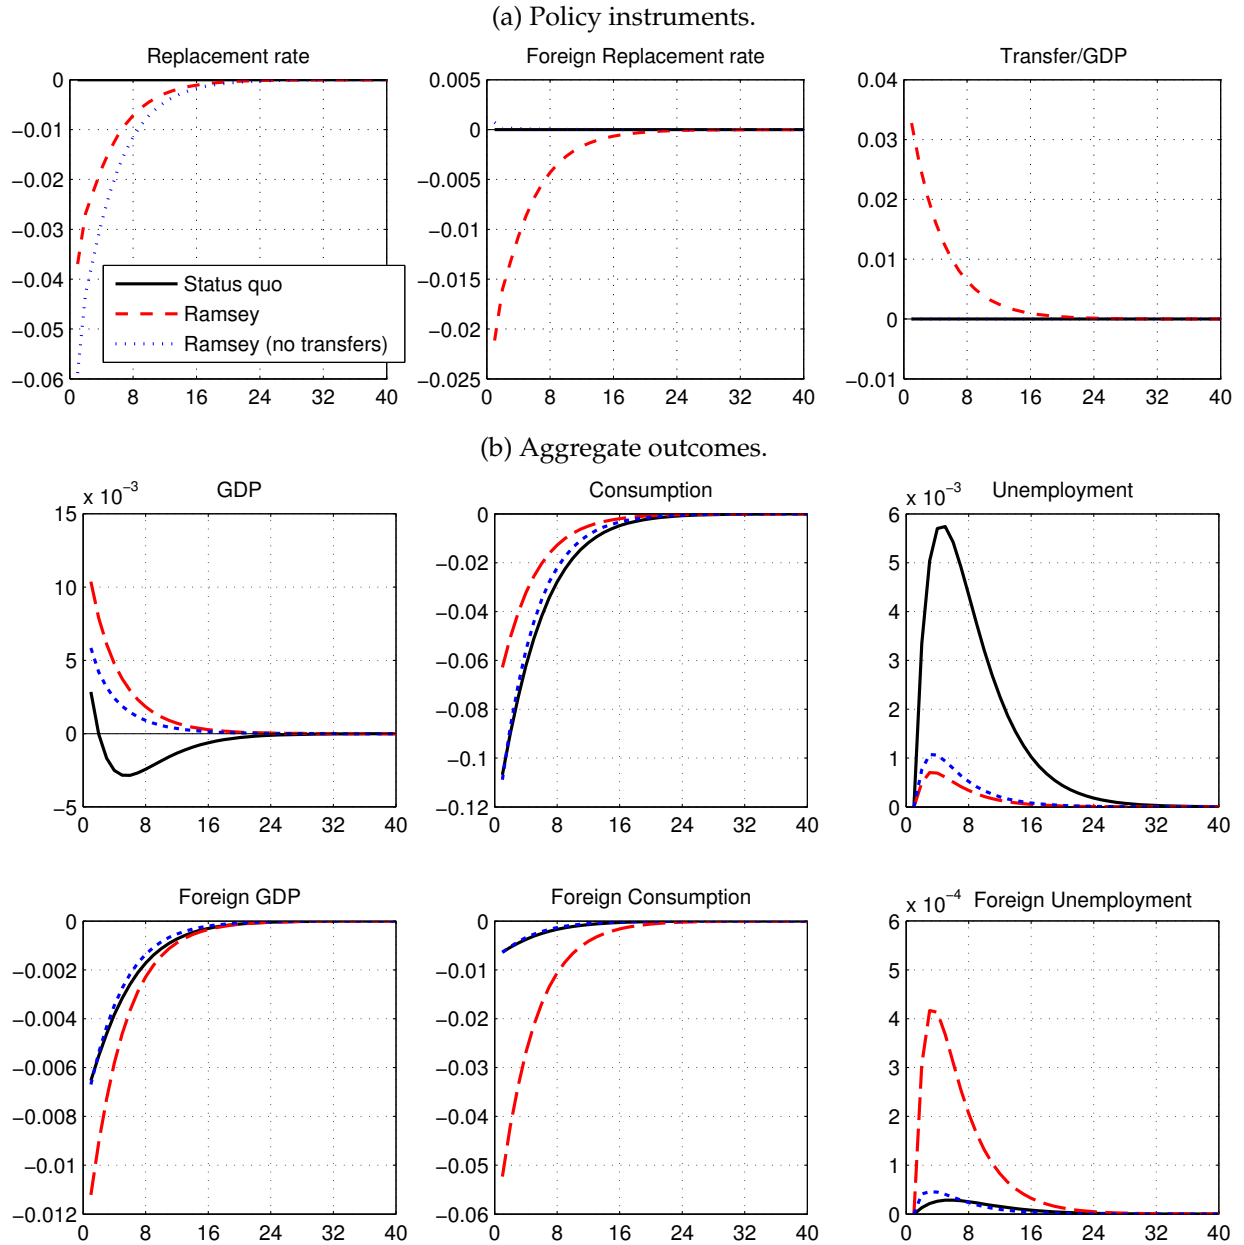 (a) Policy instruments.
Replacement rate
Foreign Replacement rate
Transfer/GDP
0
−0.01
−0.02
−0.03
−0.04
−0.05
−0.06
0 8 16 24 32 40
Status quo
Ramsey
Ramsey (no transfers)
0.005
0
−0.005
−0.01
−0.015
−0.02
−0.025
0 8 16 24 32 40
0.04
0.03
0.02
0.01
0
−0.01
0 8 16 24 32 40
(b) Aggregate outcomes.
GDP
Consumption
Unemployment
x 10−3
15
10
5
0
−5
0 8 16 24 32 40
0
−0.02
−0.04
−0.06
−0.08
−0.1
−0.12
0 8 16 24 32 40
x 10−3
6
5
4
3
2
1
0
0 8 16 24 32 40
Foreign GDP
Foreign Consumption
Foreign Unemployment
0
−0.002
−0.004
−0.006
−0.008
−0.01
−0.012
0 8 16 24 32 40
0
−0.01
−0.02
−0.03
−0.04
−0.05
−0.06
0 8 16 24 32 40
x 10−4
6
5
4
3
2
1
0
0 8 16 24 32 40